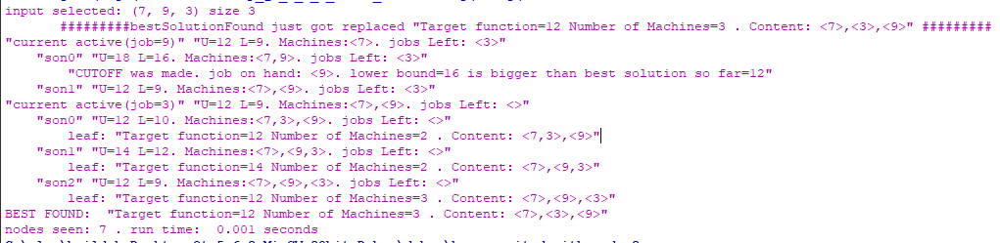 input selected: (7, 9, 3) size 3
#########bestSolutionFound just got replaced "Target function=12 Number of Machines=3 . Content: <7>,<3>,<9>" #########
"current active(job=9)" "U=12 L=9. Machines:<7>. jobs Left: <3>"
"son0" "U=18 L=16. Machines:<7,9>. jobs Left: <3>"
"CUTOFF was made. job on hand: <9>. lower bound=16 is bigger than best solution so far=12"
"son1" "U=12 L=9. Machines:<7>,<9>. jobs Left: <3>"
"current active(job=3)" "U=12 L=9. Machines:<7>,<9>. jobs Left: <>"
"son0" "U=12 L=10. Machines:<7,3>,<9>. jobs Left: <>"
leaf: "Target function=12 Number of Machines=2 . Content: <7,3>,<9>"
"son1" "U=14 L=12. Machines:<7>,<9,3>. jobs Left: <>"
leaf: "Target function=14 Number of Machines=2 . Content: <7>,<9,3>"
"son2" "U=12 L=9. Machines:<7>,<9>,<3>. jobs Left: <>"
leaf: "Target function=12 Number of Machines=3 . Content: <7>,<9>,<3>"
BEST FOUND:  "Target function=12 Number of Machines=3 . Content: <7>,<3>,<9>"
nodes seen: 7 . run time:  0.001 seconds